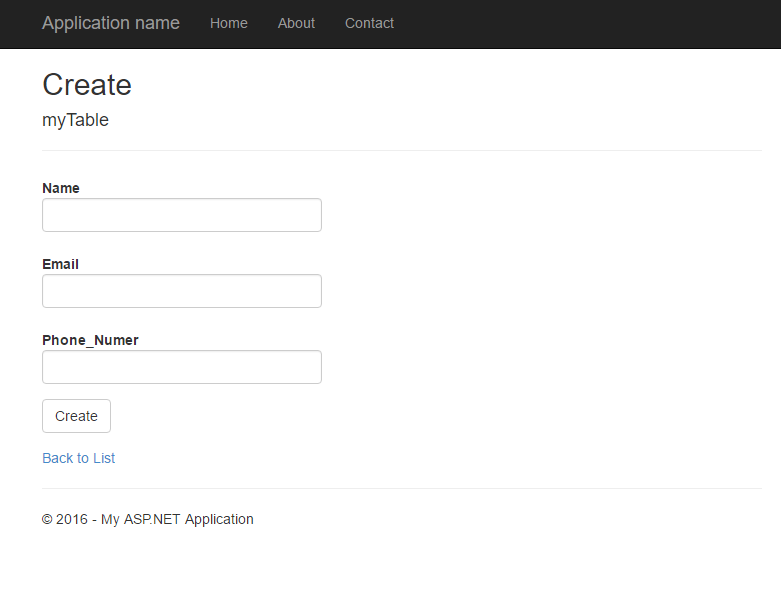 Application name Home About Contact
Create
myTable
Name
Email
Phone_Numer
Create
Back to List
© 2016 - My ASP.NET Application